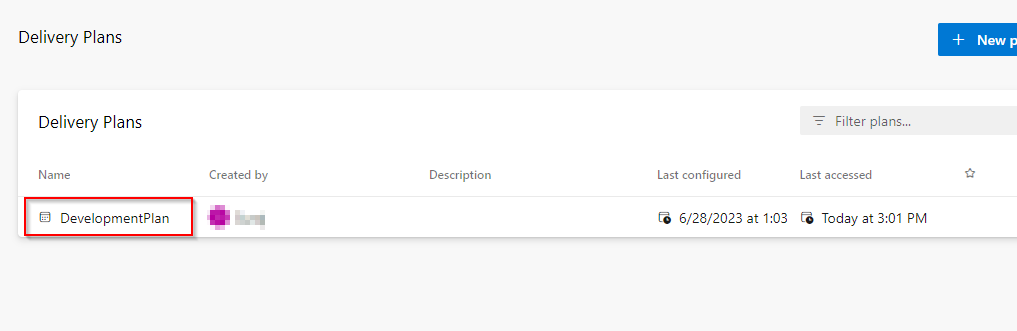 Delivery Plans
+ New p
Delivery Plans
Filter plans...
Name Created by Description Last configured Last accessed
DevelopmentPlan 6/28/2023 at 1:03 Today at 3:01 PM